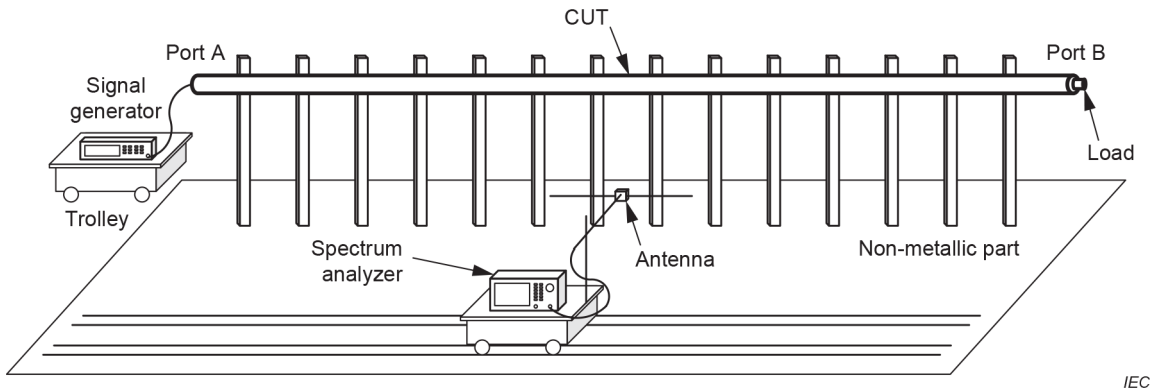 CUT
Port A
Port B
Signal
generator
Load
Trolley
Spectrum
analyzer
Antenna
Non-metallic part
IEC